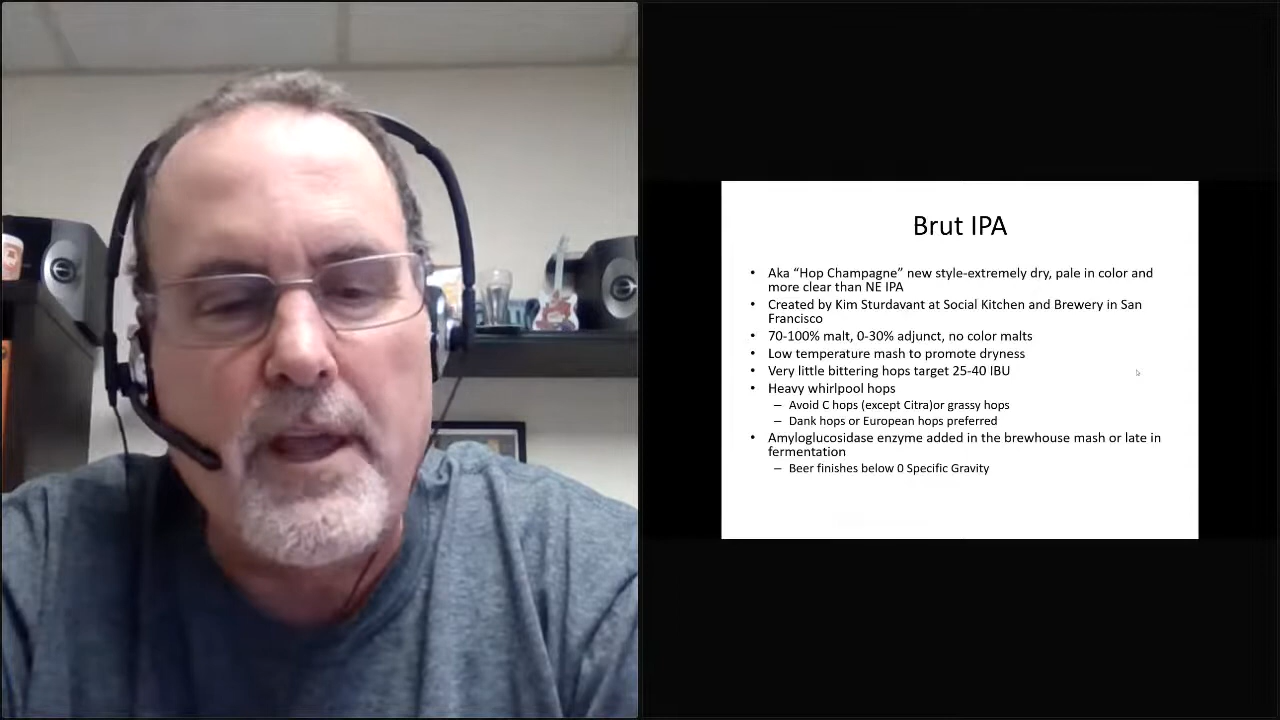 Brut IPA
• Aka “Hop Champagne” new style-extremely dry, pale in color and
more clear than NE IPA
• Created by Kim Sturdavant at Social Kitchen and Brewery in San
Francisco
• 70-100% malt, 0-30% adjunct, no color malts
• Low temperature mash to promote dryness
• Very little bittering hops target 25-40 IBU
• Heavy whirlpool hops
– Avoid C hops (except Citra)or grassy hops
– Dank hops or European hops preferred
• Amyloglucosidase enzyme added in the brewhouse mash or late in
fermentation
– Beer finishes below 0 Specific Gravity